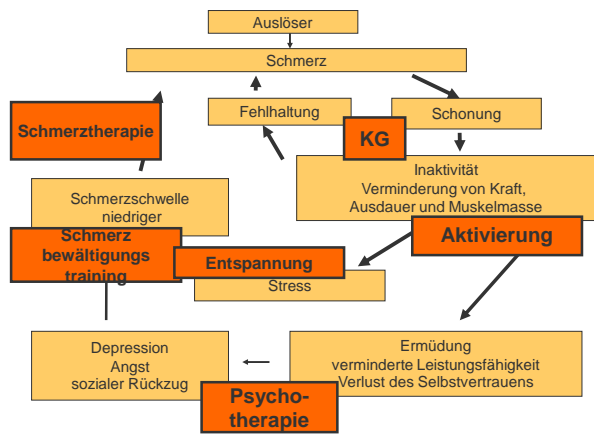 Auslöser
Schmerz
Fehlhaltung
Schonung
Schmerztherapie
KG
Inaktivität
Verminderung von Kraft,
Ausdauer und Muskelmasse
Schmerzschwelle
niedriger
Schmerz
bewältigungs
training
Entspannung
Aktivierung
Stress
Depression
Angst
sozialer Rückzug
Ermüdung
verminderte Leistungsfähigkeit
Verlust des Selbstvertrauens
Psycho-
therapie